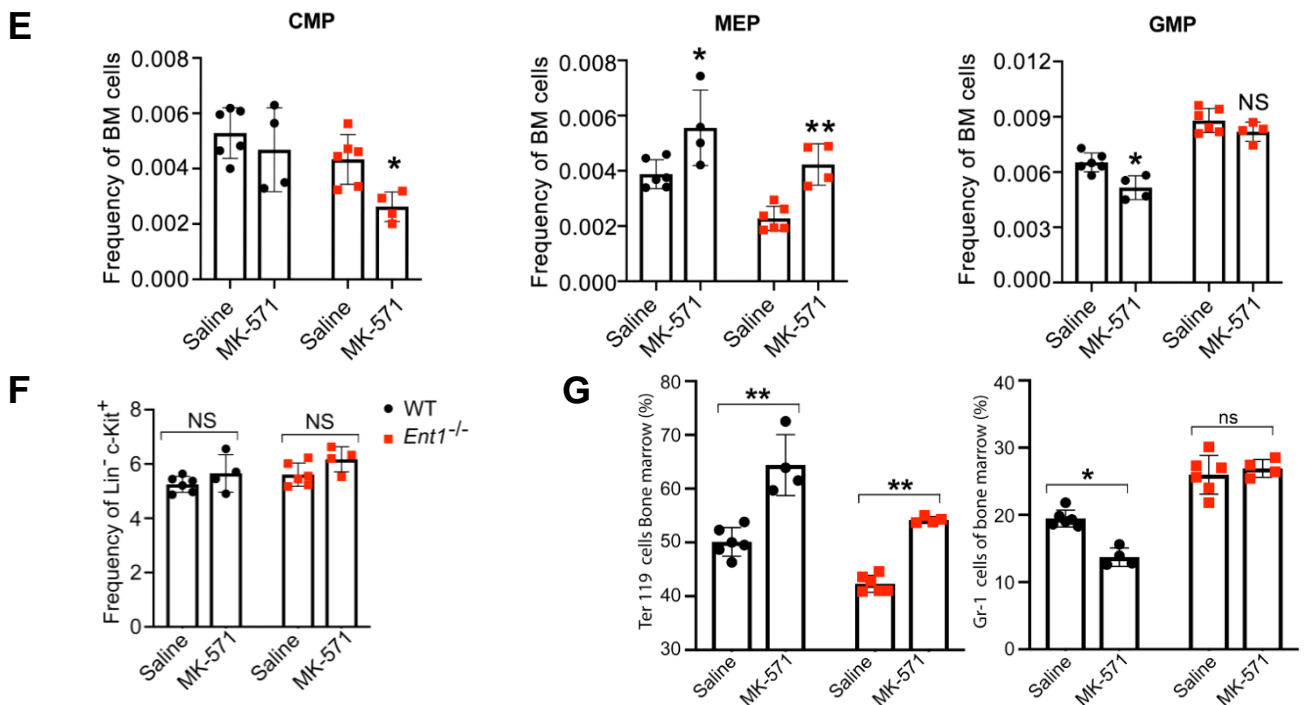 E
CMP
Frequency of BM cells
0.008
0.006
0.004
0.002
0.000
*
Saline
MK-571
Saline
MK-571
MEP
Frequency of BM cells
0.008
0.006
0.004
0.002
0.000
*
**
Saline
MK-571
Saline
MK-571
GMP
Frequency of BM cells
0.012
0.009
0.006
0.003
0.000
*
NS
Saline
MK-571
Saline
MK-571
F
Frequency of Lin⁻ c-Kit⁺
8
6
4
2
0
NS
NS
Saline
MK-571
Saline
MK-571
WT
Ent1⁻/⁻
G
Ter 119 cells Bone marrow (%)
80
70
60
50
40
30
**
**
Saline
MK-571
Saline
MK-571
Gr-1 cells of bone marrow (%)
40
30
20
10
0
*
ns
Saline
MK-571
Saline
MK-571